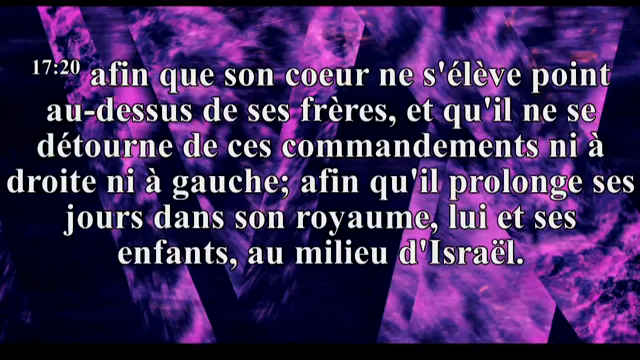 17:20 afin que son coeur ne s'élève point
au-dessus de ses frères, et qu'il ne se
détourne de ces commandements ni à
droite ni à gauche; afin qu'il prolonge ses
jours dans son royaume, lui et ses
enfants, au milieu d'Israël.